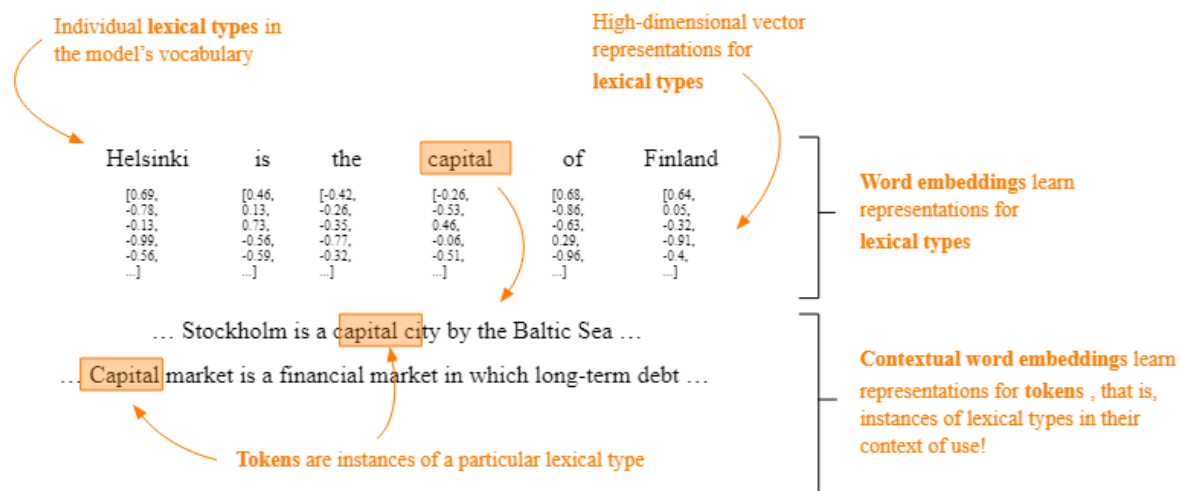 Individual lexical types in
the model's vocabulary
High-dimensional vector
representations for
lexical types
Helsinki is the capital of Finland
[0.69, [0.46, [-0.42, [-0.26, [0.68, [0.64,
-0.78, 0.13, -0.26, -0.53, -0.86, 0.05,
-0.13, 0.73, -0.35, 0.46, -0.63, -0.32,
-0.99, -0.56, -0.77, -0.06, 0.29, -0.91,
-0.56, -0.59, -0.32, -0.51, -0.96, -0.4,
...] ...] ...] ...] ...] ...]
Word embeddings learn
representations for
lexical types
... Stockholm is a capital city by the Baltic Sea ...
... Capital market is a financial market in which long-term debt ...
Contextual word embeddings learn
representations for tokens , that is,
instances of lexical types in their
context of use!
Tokens are instances of a particular lexical type